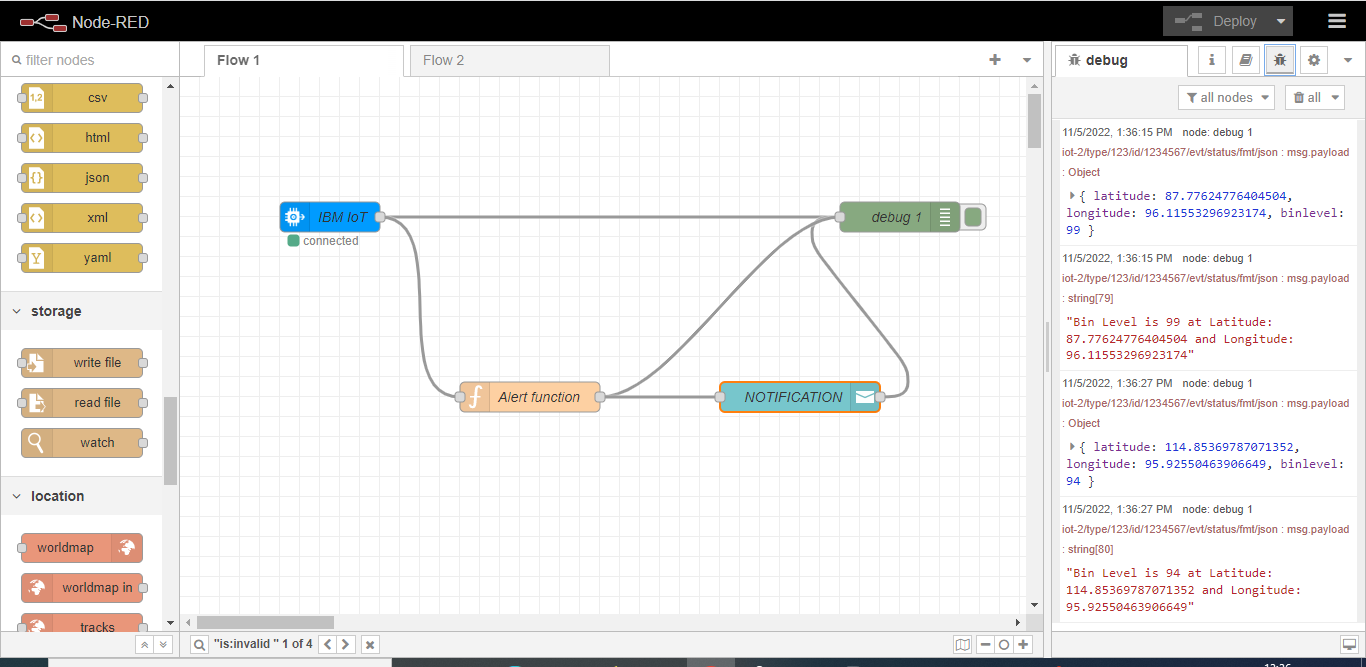 Node-RED
Deploy
filter nodes
Flow 1
Flow 2
debug
i
all nodes
all
1,2
csv
html
json
xml
Y
yaml
storage
write file
read file
watch
location
worldmap
worldmap in
tracks
IBM IoT
connected
debug 1
f
Alert function
NOTIFICATION
11/5/2022, 1:36:15 PM node: debug 1
iot-2/type/123/id/1234567/evt/status/fmt/json : msg.payload
: Object
{ latitude: 87.77624776404504,
longitude: 96.11553296923174, binlevel:
99 }
11/5/2022, 1:36:15 PM node: debug 1
iot-2/type/123/id/1234567/evt/status/fmt/json : msg.payload
: string[79]
"Bin Level is 99 at Latitude:
87.77624776404504 and Longitude:
96.11553296923174"
11/5/2022, 1:36:27 PM node: debug 1
iot-2/type/123/id/1234567/evt/status/fmt/json : msg.payload
: Object
{ latitude: 114.85369787071352,
longitude: 95.92550463906649, binlevel:
94 }
11/5/2022, 1:36:27 PM node: debug 1
iot-2/type/123/id/1234567/evt/status/fmt/json : msg.payload
: string[80]
"Bin Level is 94 at Latitude:
114.85369787071352 and Longitude:
95.92550463906649"
"is:invalid " 1 of 4